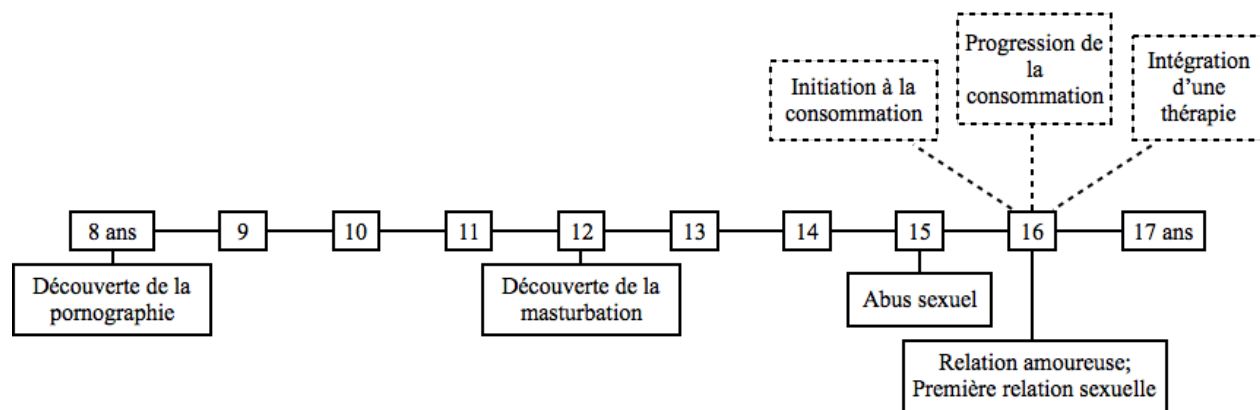 Initiation à la
consommation
Progression de
la
consommation
Intégration
d'une
thérapie
8 ans
9
10
11
12
13
14
15
16
17 ans
Découverte de la
pornographie
Découverte de la
masturbation
Abus sexuel
Relation amoureuse;
Première relation sexuelle